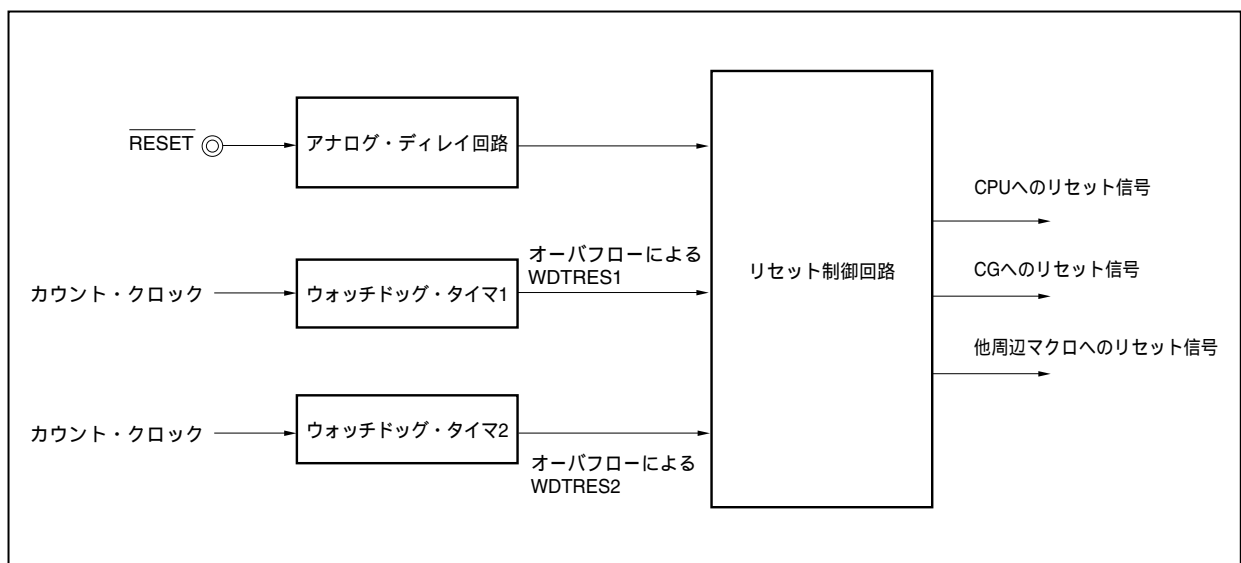 RESET
アナログ・ディレイ回路
CPUへのリセット信号
オーバフローによる
WDTRES1
リセット制御回路
CGへのリセット信号
カウント・クロック
ウォッチドッグ・タイマ1
他周辺マクロへのリセット信号
カウント・クロック
ウォッチドッグ・タイマ2
オーバフローによる
WDTRES2